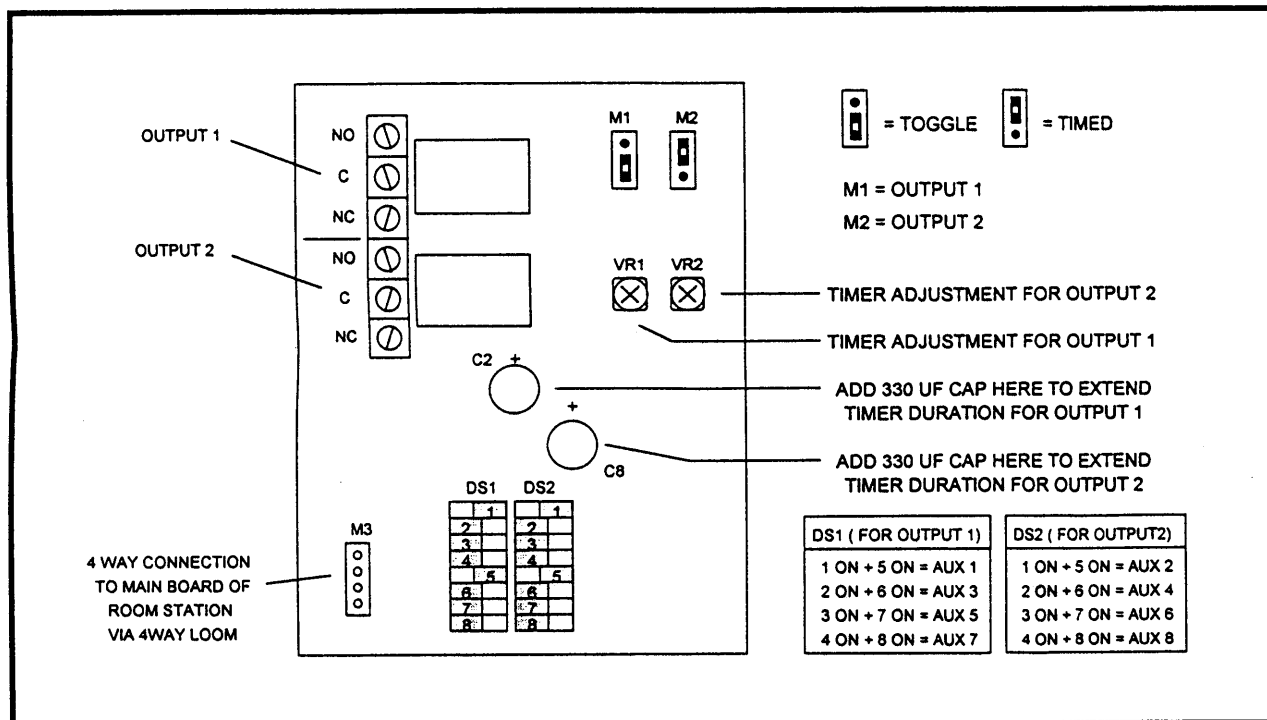 OUTPUT 1
NO
C
NC
OUTPUT 2
NO
C
NC
M1 M2
= TOGGLE = TIMED
M1 = OUTPUT 1
M2 = OUTPUT 2
VR1 VR2
TIMER ADJUSTMENT FOR OUTPUT 2
TIMER ADJUSTMENT FOR OUTPUT 1
C2 +
ADD 330 UF CAP HERE TO EXTEND
TIMER DURATION FOR OUTPUT 1
+
C8
ADD 330 UF CAP HERE TO EXTEND
TIMER DURATION FOR OUTPUT 2
DS1 DS2
1 1
2 2
3 3
4 4
5 5
6 6
7 7
8 8
M3
4 WAY CONNECTION
TO MAIN BOARD OF
ROOM STATION
VIA 4WAY LOOM
DS1 ( FOR OUTPUT 1)
1 ON + 5 ON = AUX 1
2 ON + 6 ON = AUX 3
3 ON + 7 ON = AUX 5
4 ON + 8 ON = AUX 7
DS2 ( FOR OUTPUT2)
1 ON + 5 ON = AUX 2
2 ON + 6 ON = AUX 4
3 ON + 7 ON = AUX 6
4 ON + 8 ON = AUX 8